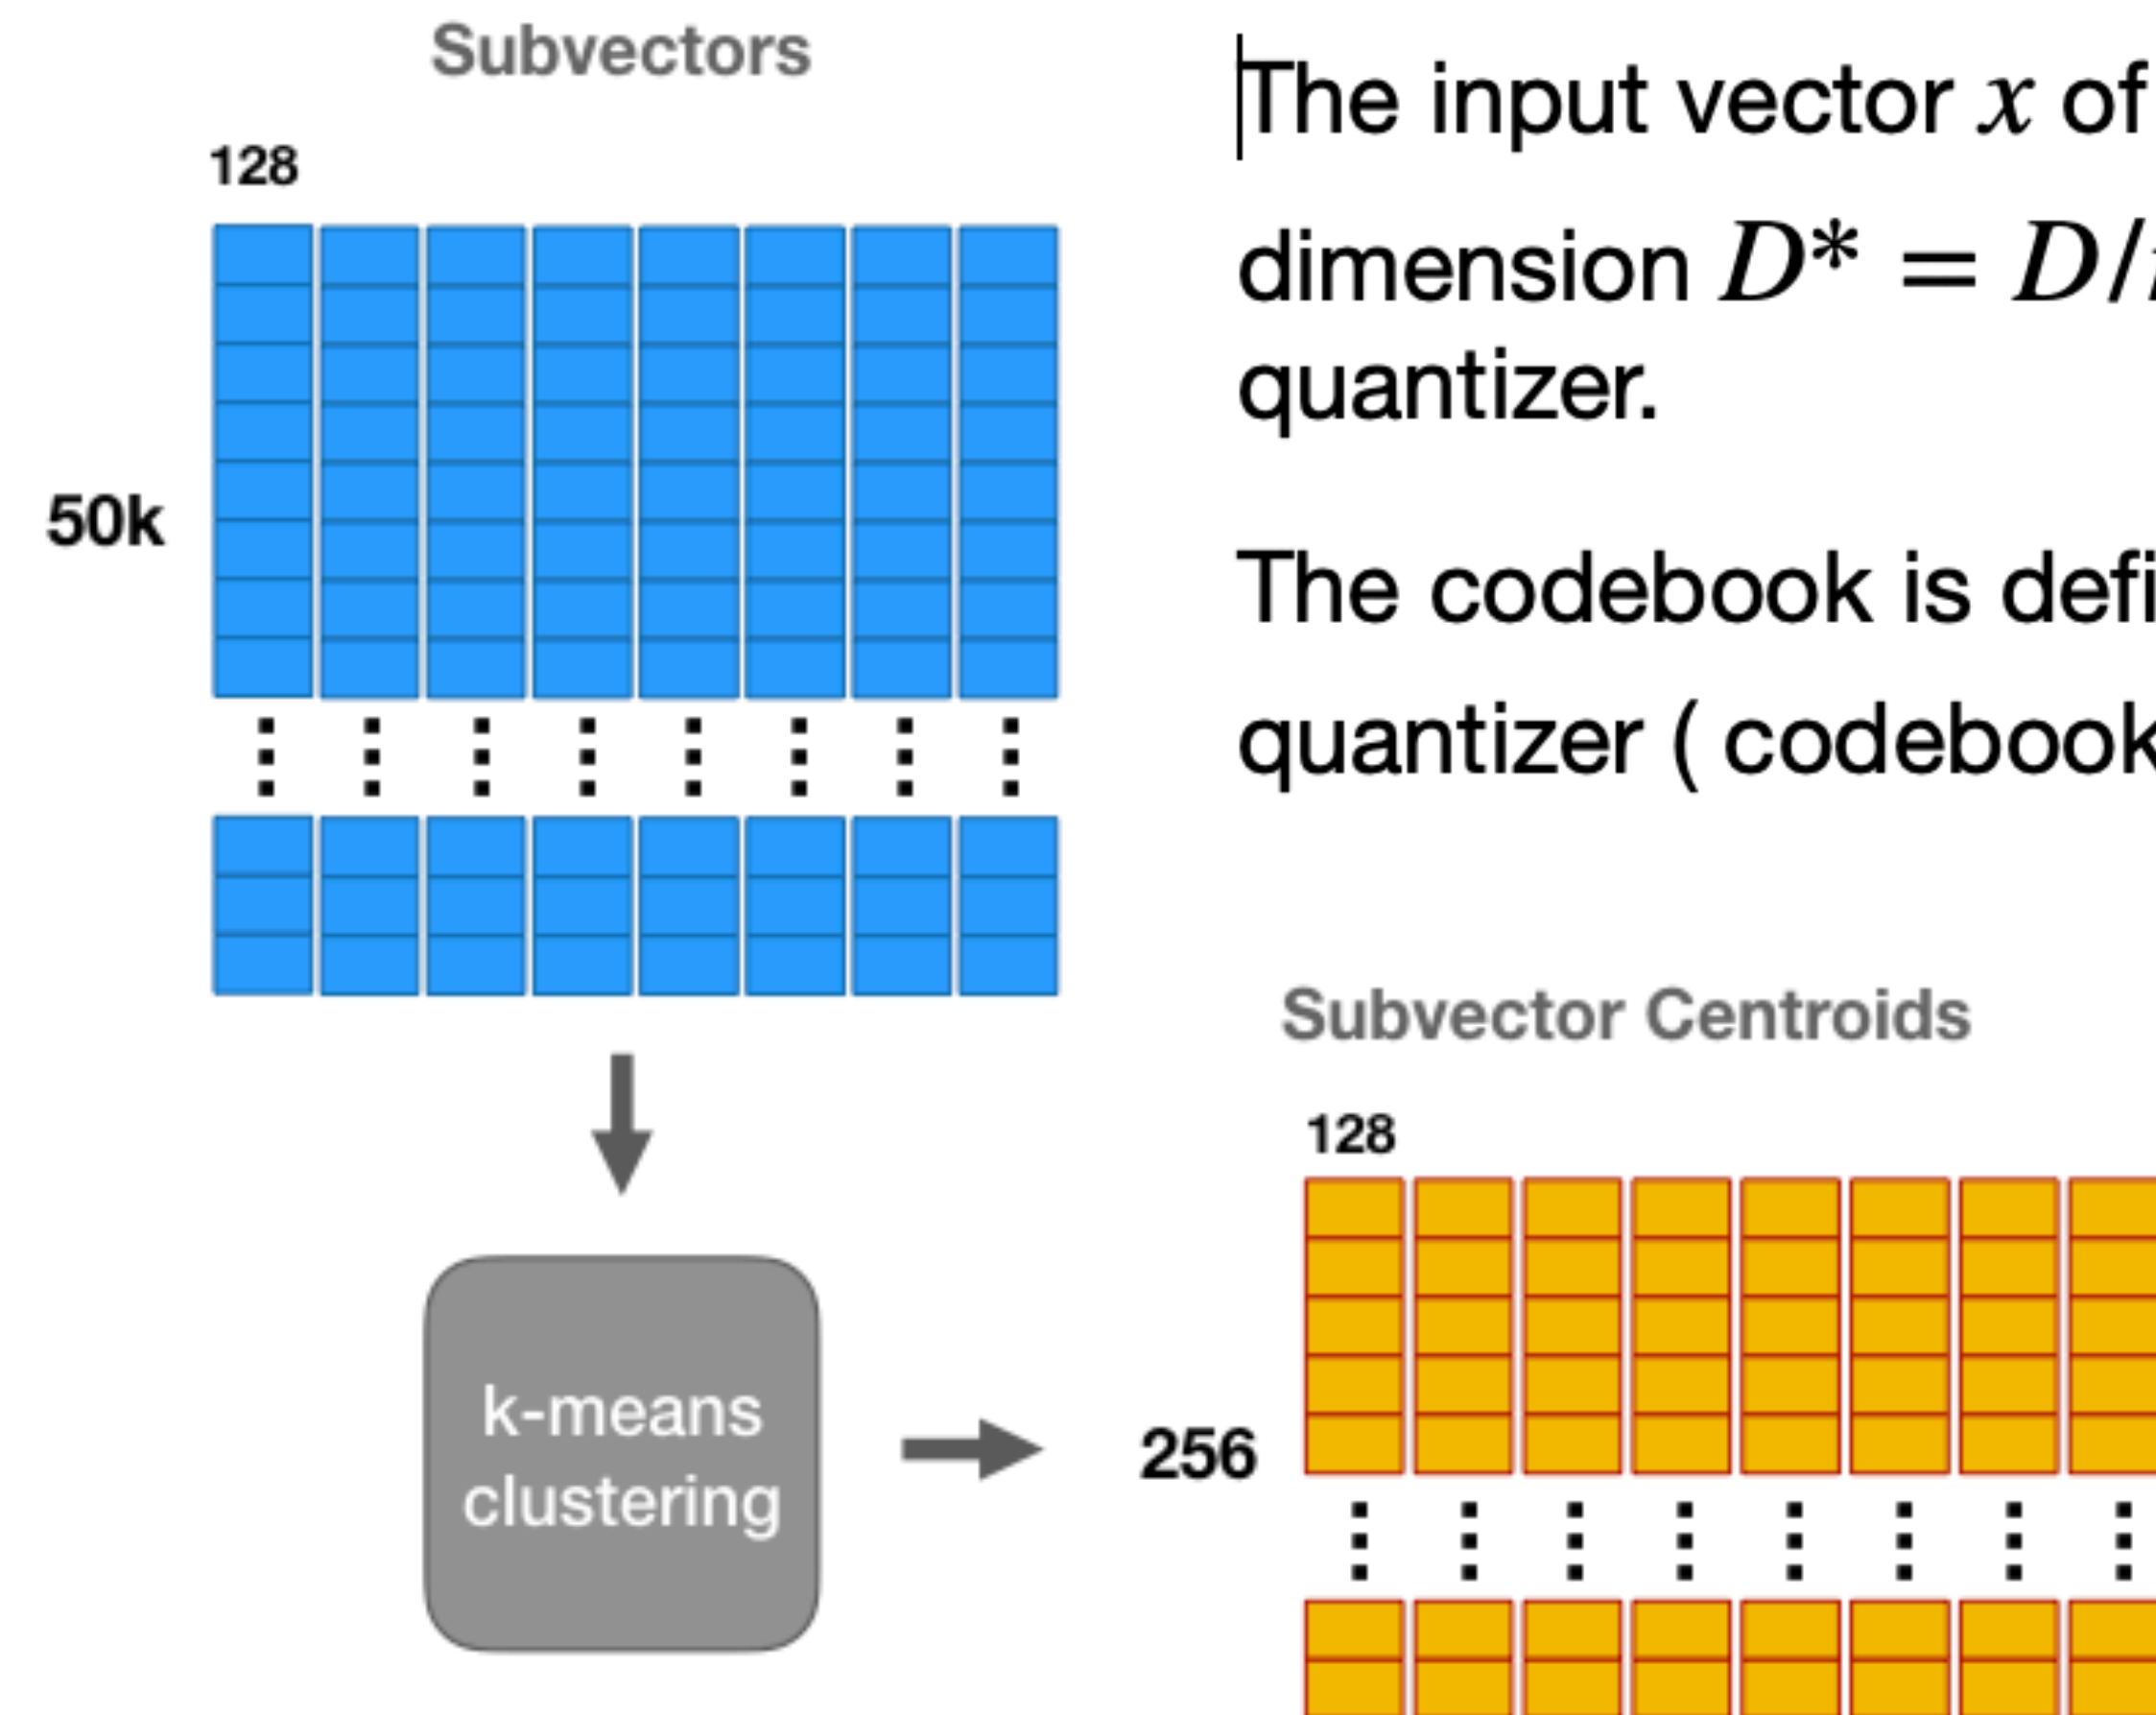 Subvectors
128
50k
k-means
clustering
The input vector x of
dimension D* = D/
quantizer.
The codebook is defi
quantizer ( codebook
Subvector Centroids
128
256